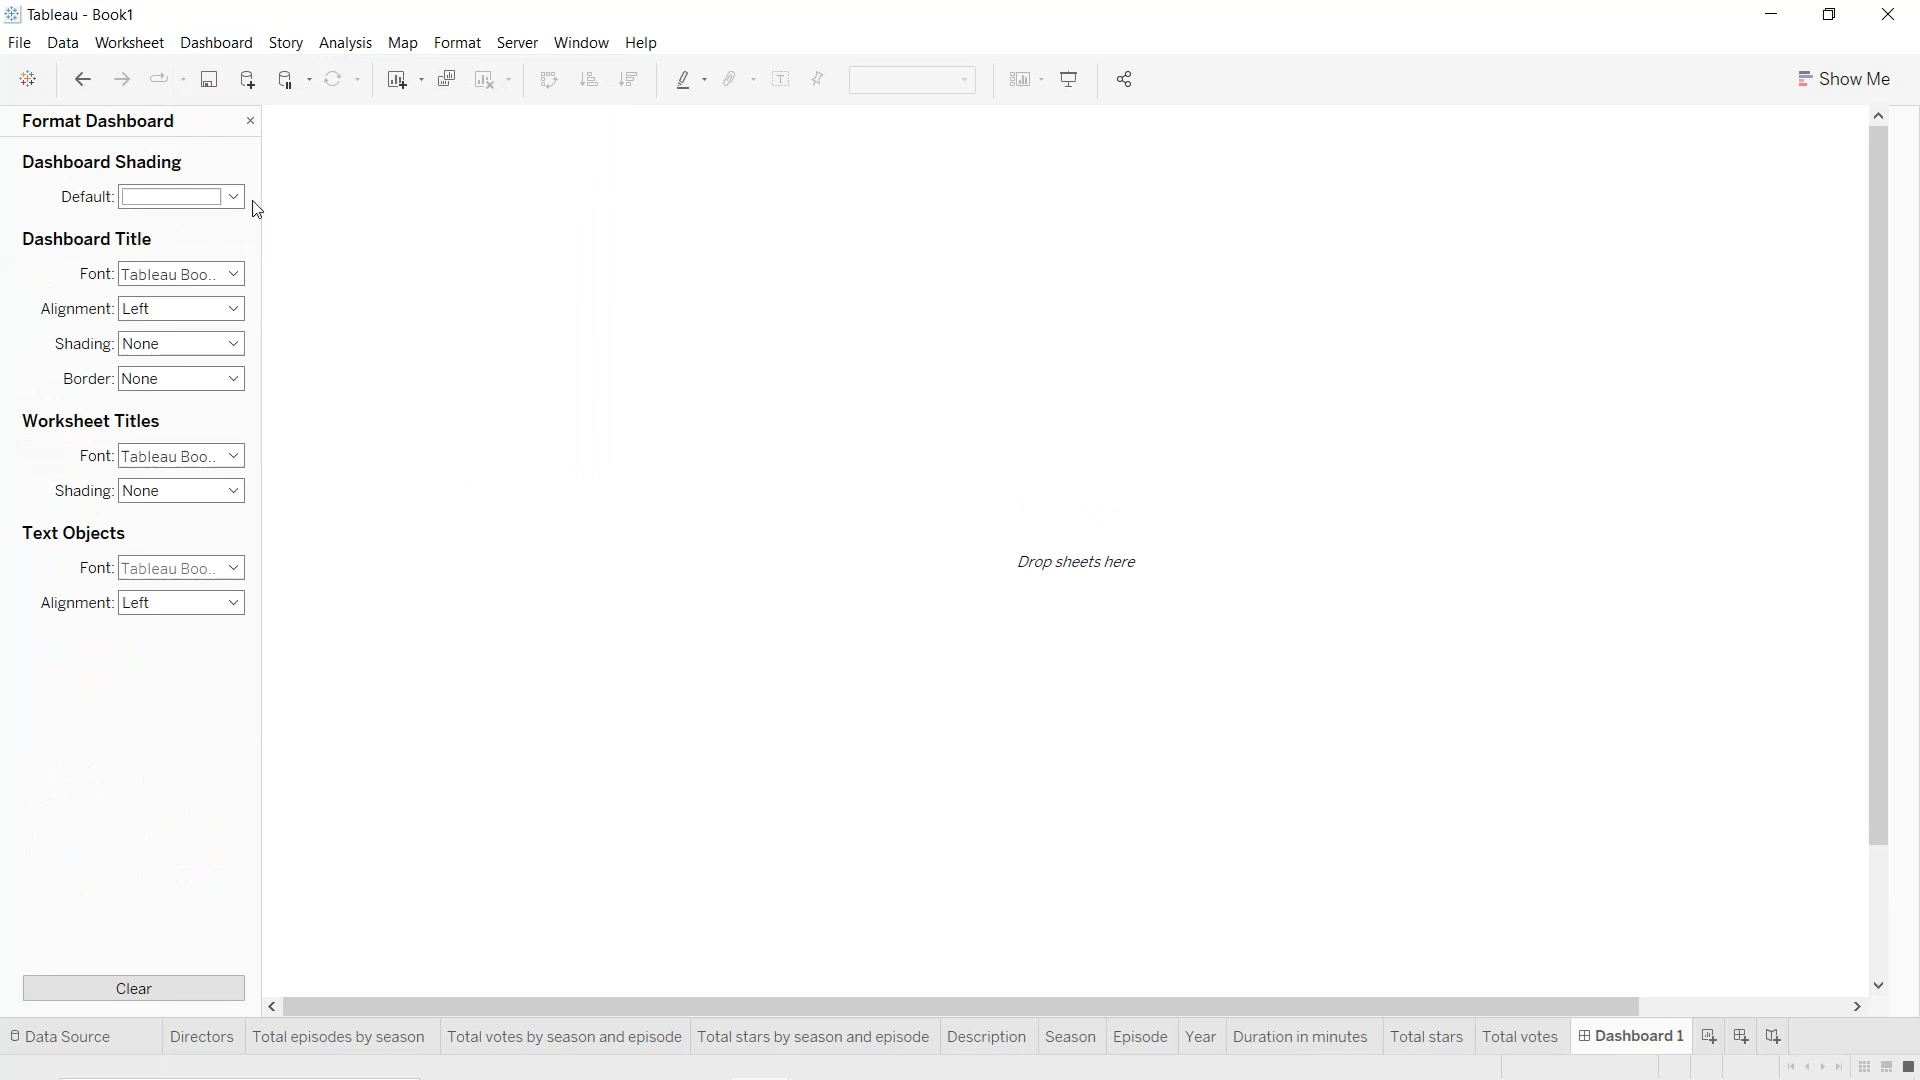 Tableau - Book1
File Data Worksheet Dashboard Story Analysis Map Format Server Window Help
Show Me
Format Dashboard
Dashboard Shading
Default:
Dashboard Title
Font: Tableau Boo..
Alignment: Left
Shading: None
Border: None
Worksheet Titles
Font: Tableau Boo..
Shading: None
Text Objects
Font: Tableau Boo..
Alignment: Left
Drop sheets here
Clear
Data Source Directors Total episodes by season Total votes by season and episode Total stars by season and episode Description Season Episode Year Duration in minutes Total stars Total votes Dashboard 1